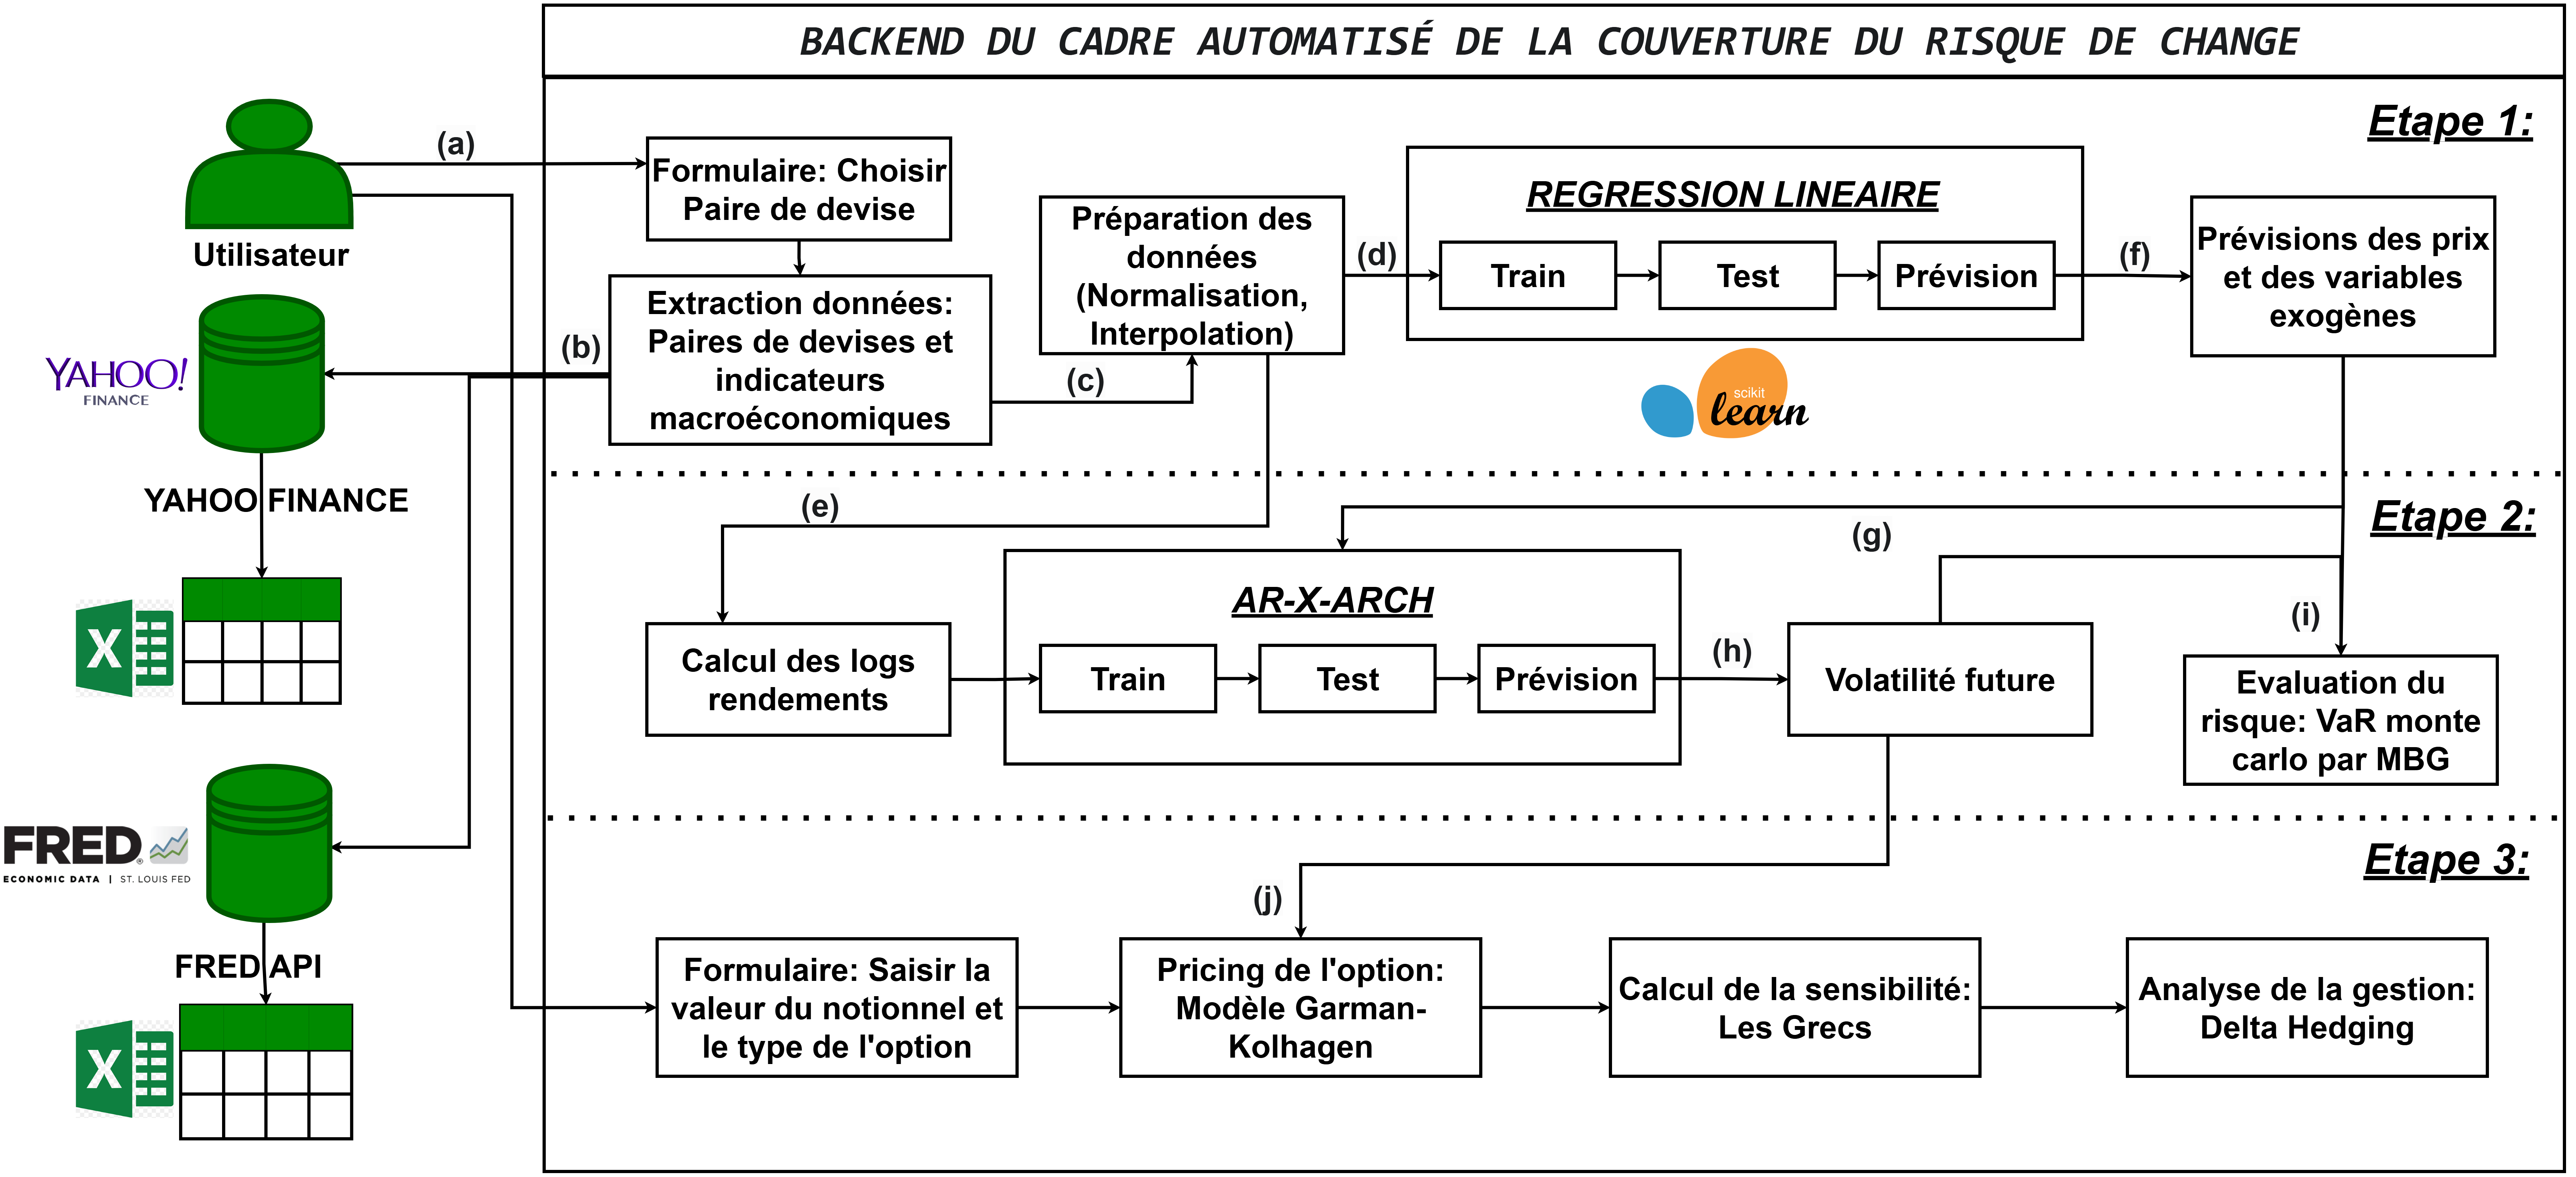 BACKEND DU CADRE AUTOMATISÉ DE LA COUVERTURE DU RISQUE DE CHANGE
Etape 1:
(a)
Utilisateur
Formulaire: Choisir
Paire de devise
Extraction données:
Paires de devises et
indicateurs
macroéconomiques
(b)
(c)
Préparation des
données
(Normalisation,
Interpolation)
(d)
REGRESSION LINEAIRE
Train
Test
Prévision
(f)
Prévisions des prix
et des variables
exogènes
scikit
learn
YAHOO!
FINANCE
YAHOO FINANCE
X
Etape 2:
(e)
(g)
Calcul des logs
rendements
AR-X-ARCH
Train
Test
Prévision
(h)
Volatilité future
(i)
Evaluation du
risque: VaR monte
carlo par MBG
Etape 3:
FRED®
ECONOMIC DATA | ST. LOUIS FED
FRED API
X
(j)
Formulaire: Saisir la
valeur du notionnel et
le type de l'option
Pricing de l'option:
Modèle Garman-
Kolhagen
Calcul de la sensibilité:
Les Grecs
Analyse de la gestion:
Delta Hedging